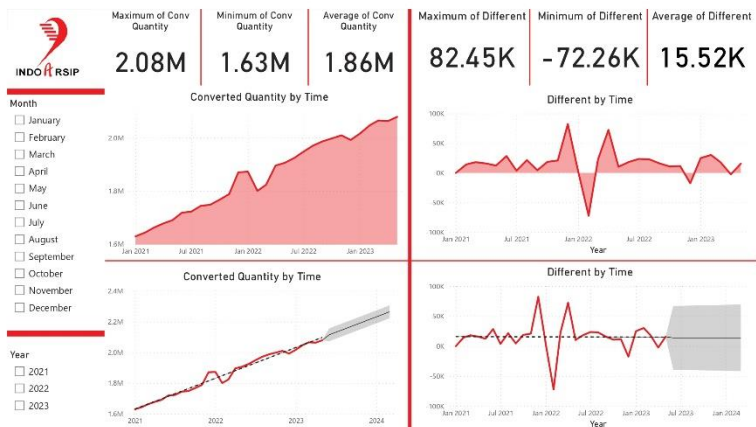 INDO ARSIP
Month
January
February
March
April
May
June
July
August
September
October
November
December
Year
2021
2022
2023
Maximum of Conv
Quantity
2.08M
Minimum of Conv
Quantity
1.63M
Average of Conv
Quantity
1.86M
Maximum of Different
82.45K
Minimum of Different
-72.26K
Average of Different
15.52K
Converted Quantity by Time
2.0M
1.8M
1.6M
Jan 2021
Jul 2021
Jan 2022
Jul 2022
Jan 2023
Different by Time
100K
50K
0K
50K
100K
Jan 2021
Jul 2021
Jan 2022
Jul 2022
Jan 2023
Year
Converted Quantity by Time
2.4M
2.2M
2.0M
1.8M
1.6M
2021
2022
2023
2024
Different by Time
100K
50K
0K
50K
100K
Jan 2021
Jul 2021
Jan 2022
Jul 2022
Jan 2023
Jul 2023
Jan 2024
Year